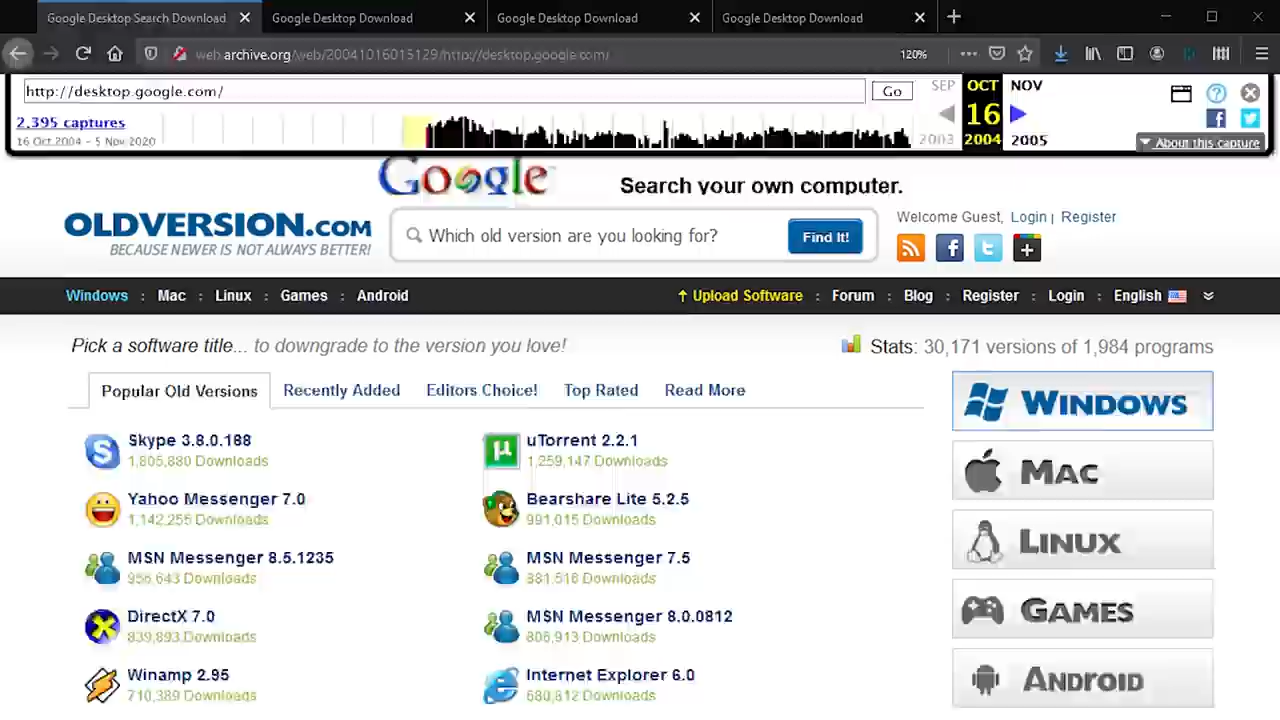 Google Desktop Search Download
Google Desktop Download
Google Desktop Download
Google Desktop Download
web.archive.org/web/20041016015129/http://desktop.google.com/
120%
http://desktop.google.com/
Go
SEP
OCT
NOV
2,395 captures
16
16 Oct 2004 - 5 Nov 2020
2003
2004
2005
About this capture
Google
Search your own computer.
OLDVERSION.COM
BECAUSE NEWER IS NOT ALWAYS BETTER!
Which old version are you looking for?
Find It!
Welcome Guest, Login | Register
Windows : Mac : Linux : Games : Android
↑ Upload Software : Forum : Blog : Register : Login : English
Pick a software title... to downgrade to the version you love!
Stats: 30,171 versions of 1,984 programs
Popular Old Versions
Recently Added
Editors Choice!
Top Rated
Read More
Skype 3.8.0.188
1,805,880 Downloads
uTorrent 2.2.1
1,259,147 Downloads
Yahoo Messenger 7.0
1,142,255 Downloads
Bearshare Lite 5.2.5
991,015 Downloads
MSN Messenger 8.5.1235
956,643 Downloads
MSN Messenger 7.5
881,516 Downloads
DirectX 7.0
839,893 Downloads
MSN Messenger 8.0.0812
806,913 Downloads
Winamp 2.95
710,389 Downloads
Internet Explorer 6.0
680,812 Downloads
WINDOWS
MAC
LINUX
GAMES
ANDROID